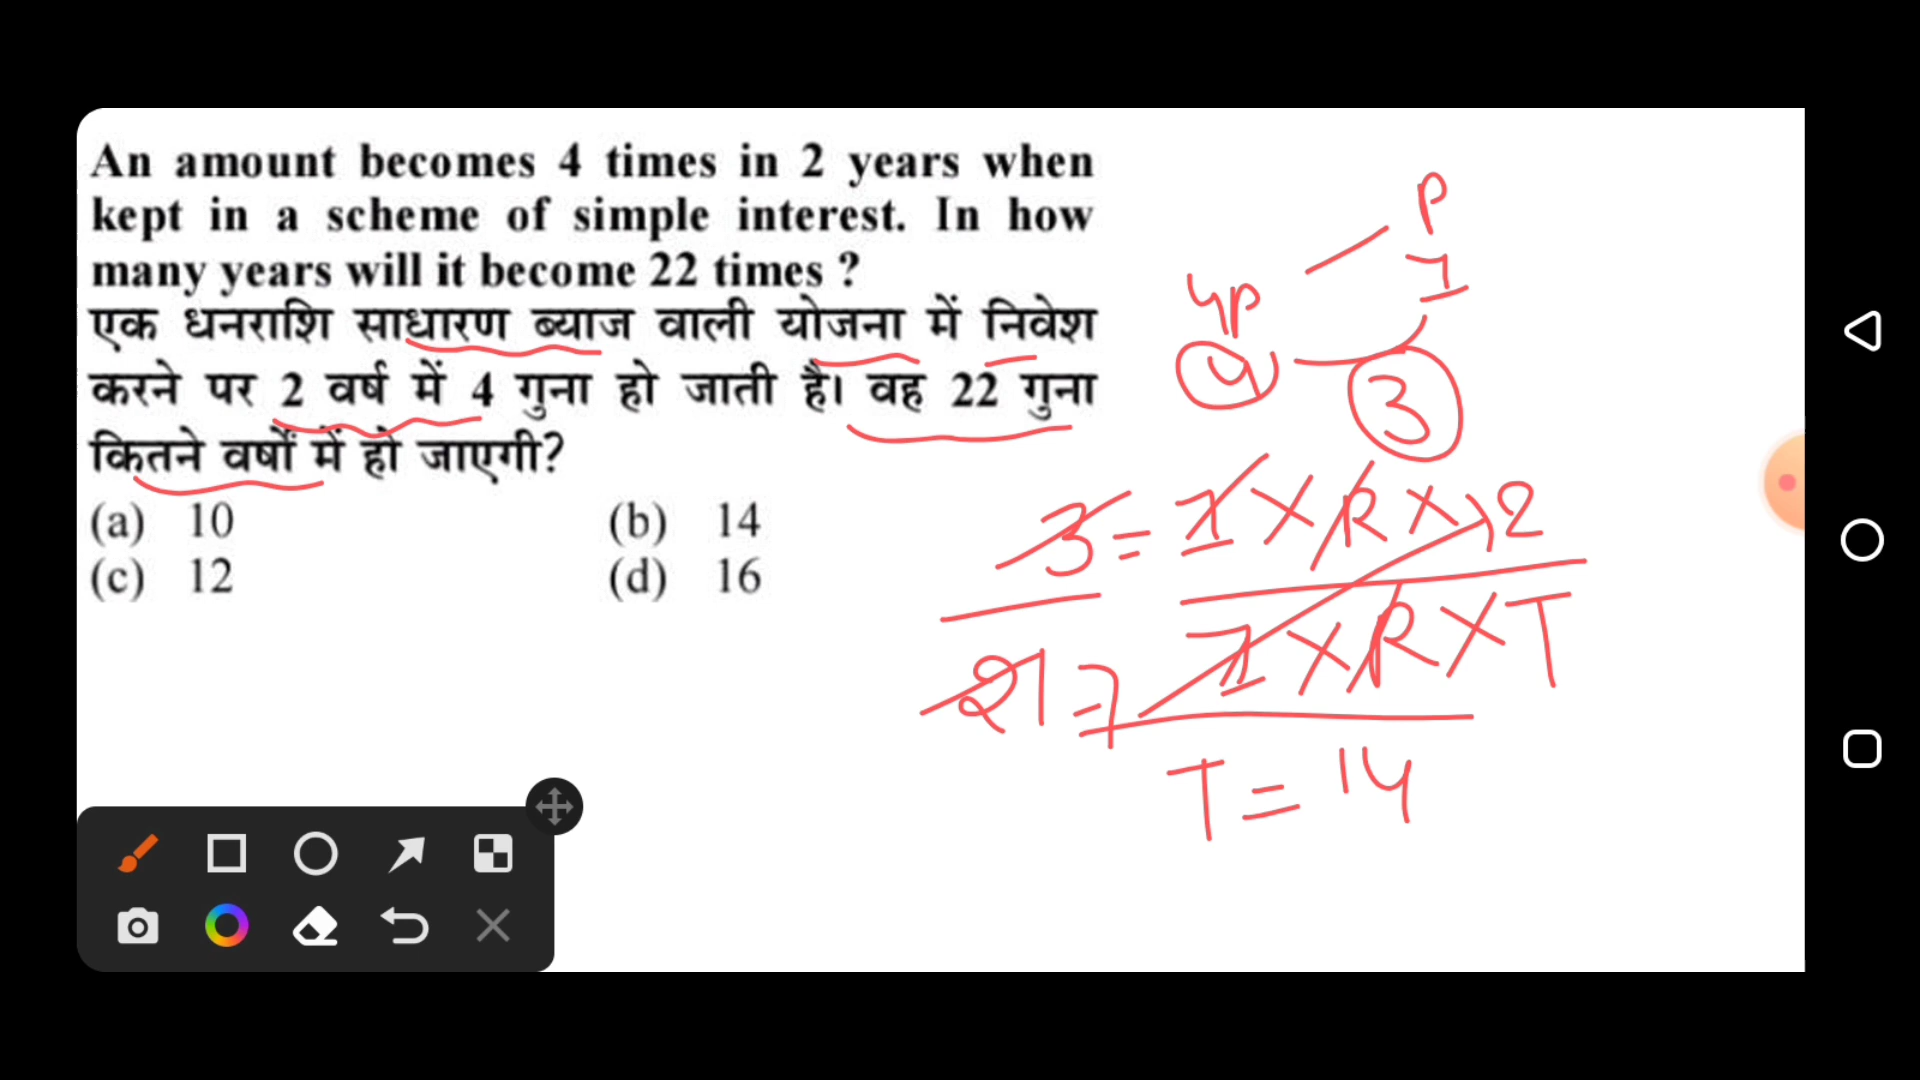 An amount becomes 4 times in 2 years when
kept in a scheme of simple interest. In how
many years will it become 22 times ?
एक धनराशि साधारण ब्याज वाली योजना में निवेश
करने पर 2 वर्ष में 4 गुना हो जाती है। वह 22 गुना
कितने वर्षों में हो जाएगी?
(a) 10 (b) 14
(c) 12 (d) 16
P
4P 1
4 3
3 = 1 × R × 2
21 = 7 1 × R × T
T = 14